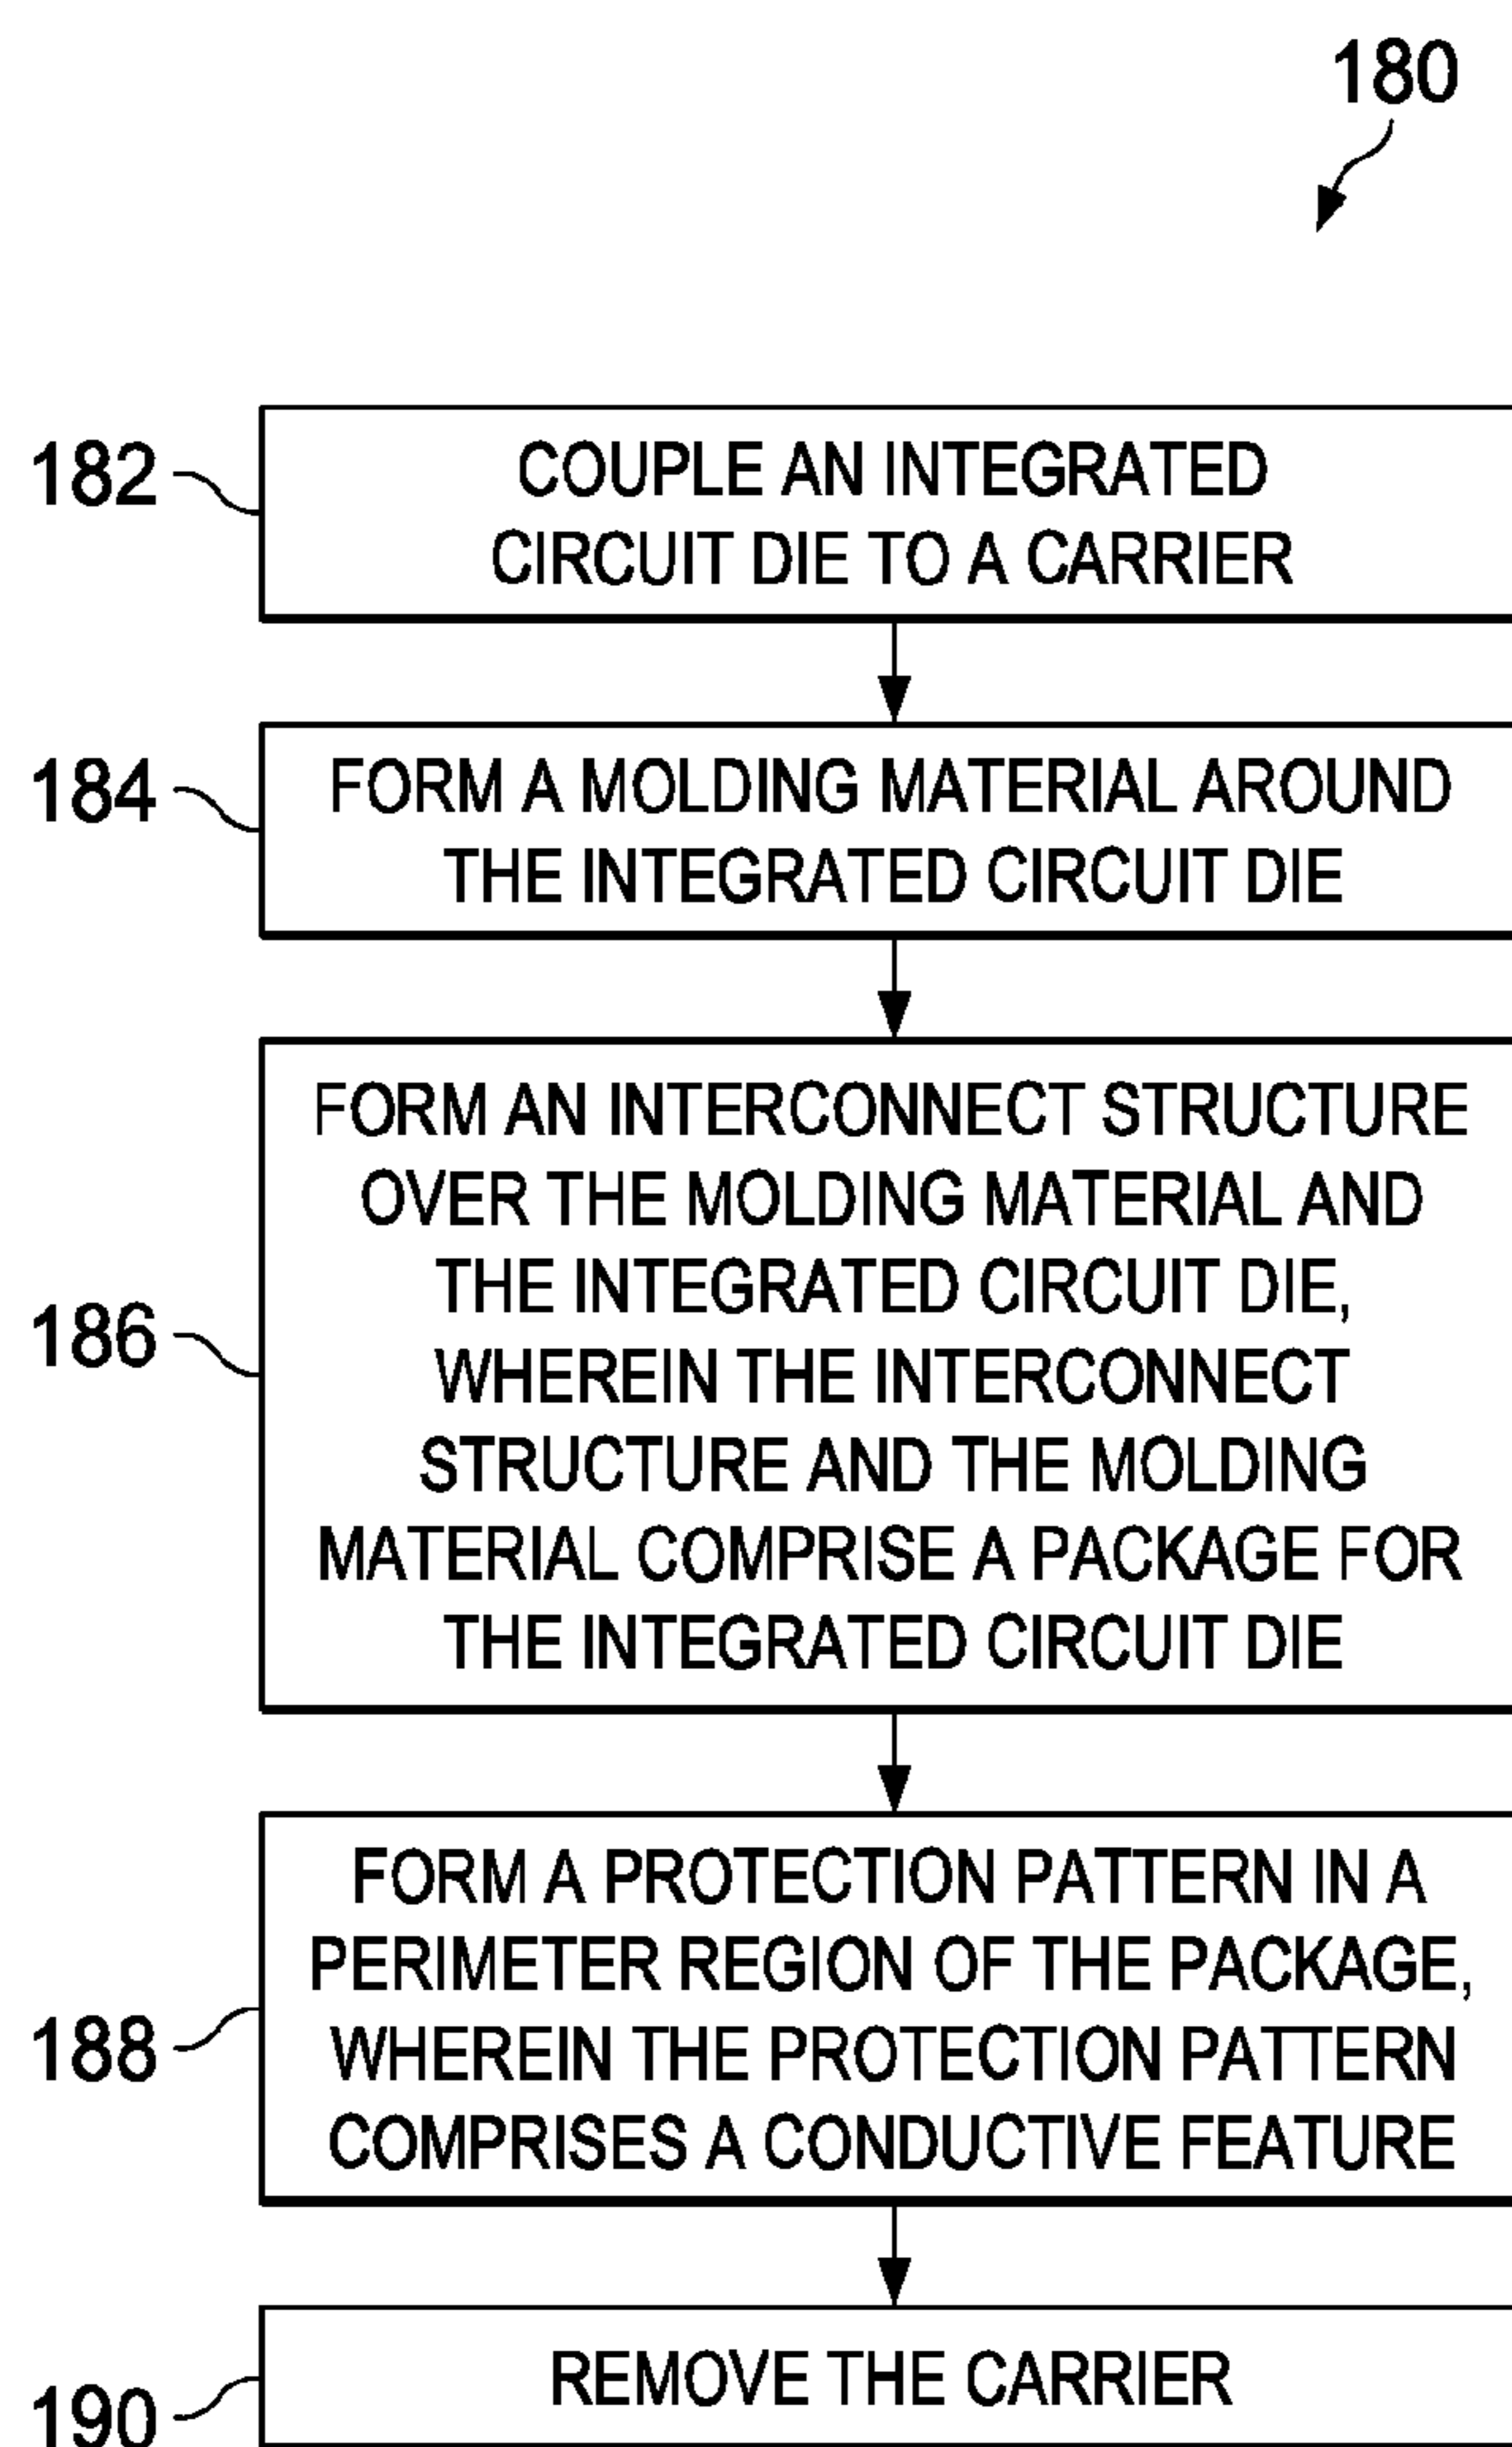 180
182
COUPLE AN INTEGRATED
CIRCUIT DIE TO A CARRIER
184
FORM A MOLDING MATERIAL AROUND
THE INTEGRATED CIRCUIT DIE
186
FORM AN INTERCONNECT STRUCTURE
OVER THE MOLDING MATERIAL AND
THE INTEGRATED CIRCUIT DIE,
WHEREIN THE INTERCONNECT
STRUCTURE AND THE MOLDING
MATERIAL COMPRISE A PACKAGE FOR
THE INTEGRATED CIRCUIT DIE
188
FORM A PROTECTION PATTERN IN A
PERIMETER REGION OF THE PACKAGE,
WHEREIN THE PROTECTION PATTERN
COMPRISES A CONDUCTIVE FEATURE
190
REMOVE THE CARRIER